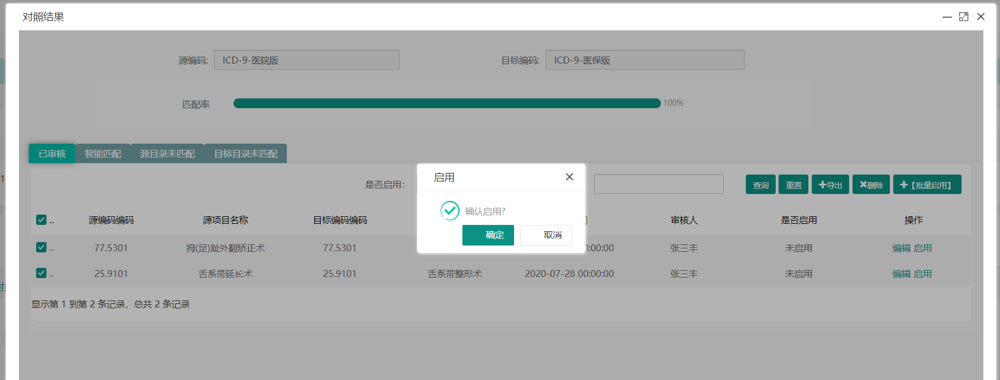 对照结果
源编码: ICD-9-医院版 目标编码: ICD-9-医保版
匹配率 100%
已审核 智能匹配 源目录未匹配 目标目录未匹配
启用
是否启用: 查询 重置 导出 删除 【批量启用】
确认启用?
.. 源编码编码 源项目名称 目标编码编码 审核人 是否启用 操作
确定 取消
.. 77.5301 拇(足)趾外翻矫正术 77.5301 0:00:00 张三丰 未启用 编辑 启用
.. 25.9101 舌系带延长术 25.9101 舌系带整形术 2020-07-28 00:00:00 张三丰 未启用 编辑 启用
显示第 1 到第 2 条记录，总共 2 条记录